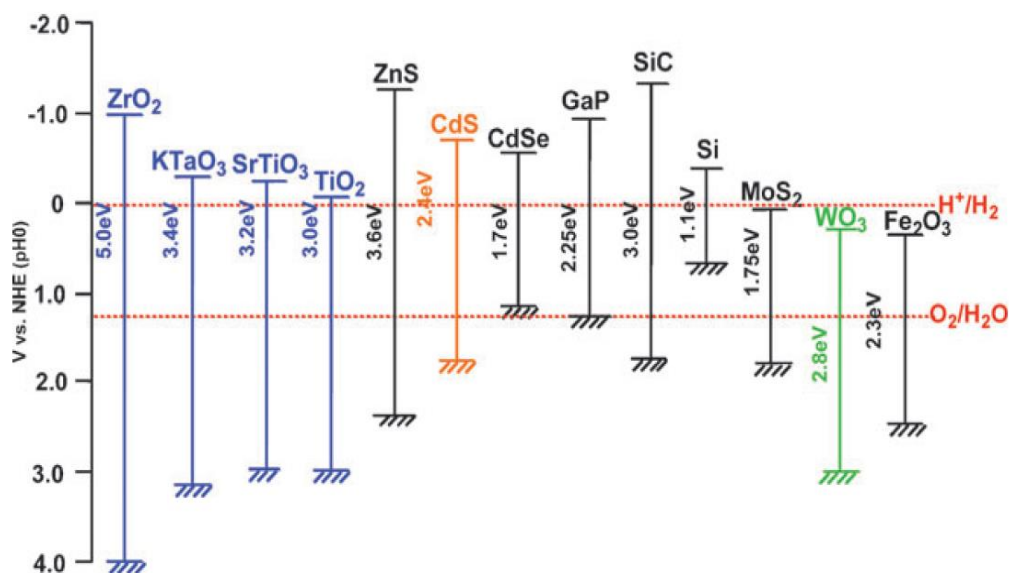 V vs. NHE (pH0)
-2.0
-1.0
0
1.0
2.0
3.0
4.0
ZrO₂
5.0eV
KTaO₃
3.4eV
SrTiO₃
3.2eV
TiO₂
3.0eV
ZnS
3.6eV
CdS
2.4eV
CdSe
1.7eV
GaP
2.25eV
SiC
3.0eV
Si
1.1eV
MoS₂
1.75eV
WO₃
2.8eV
Fe₂O₃
2.3eV
H⁺/H₂
O₂/H₂O